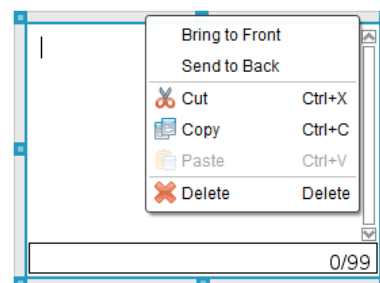 Bring to Front
Send to Back
Cut Ctrl+X
Copy Ctrl+C
Paste Ctrl+V
Delete Delete
0/99